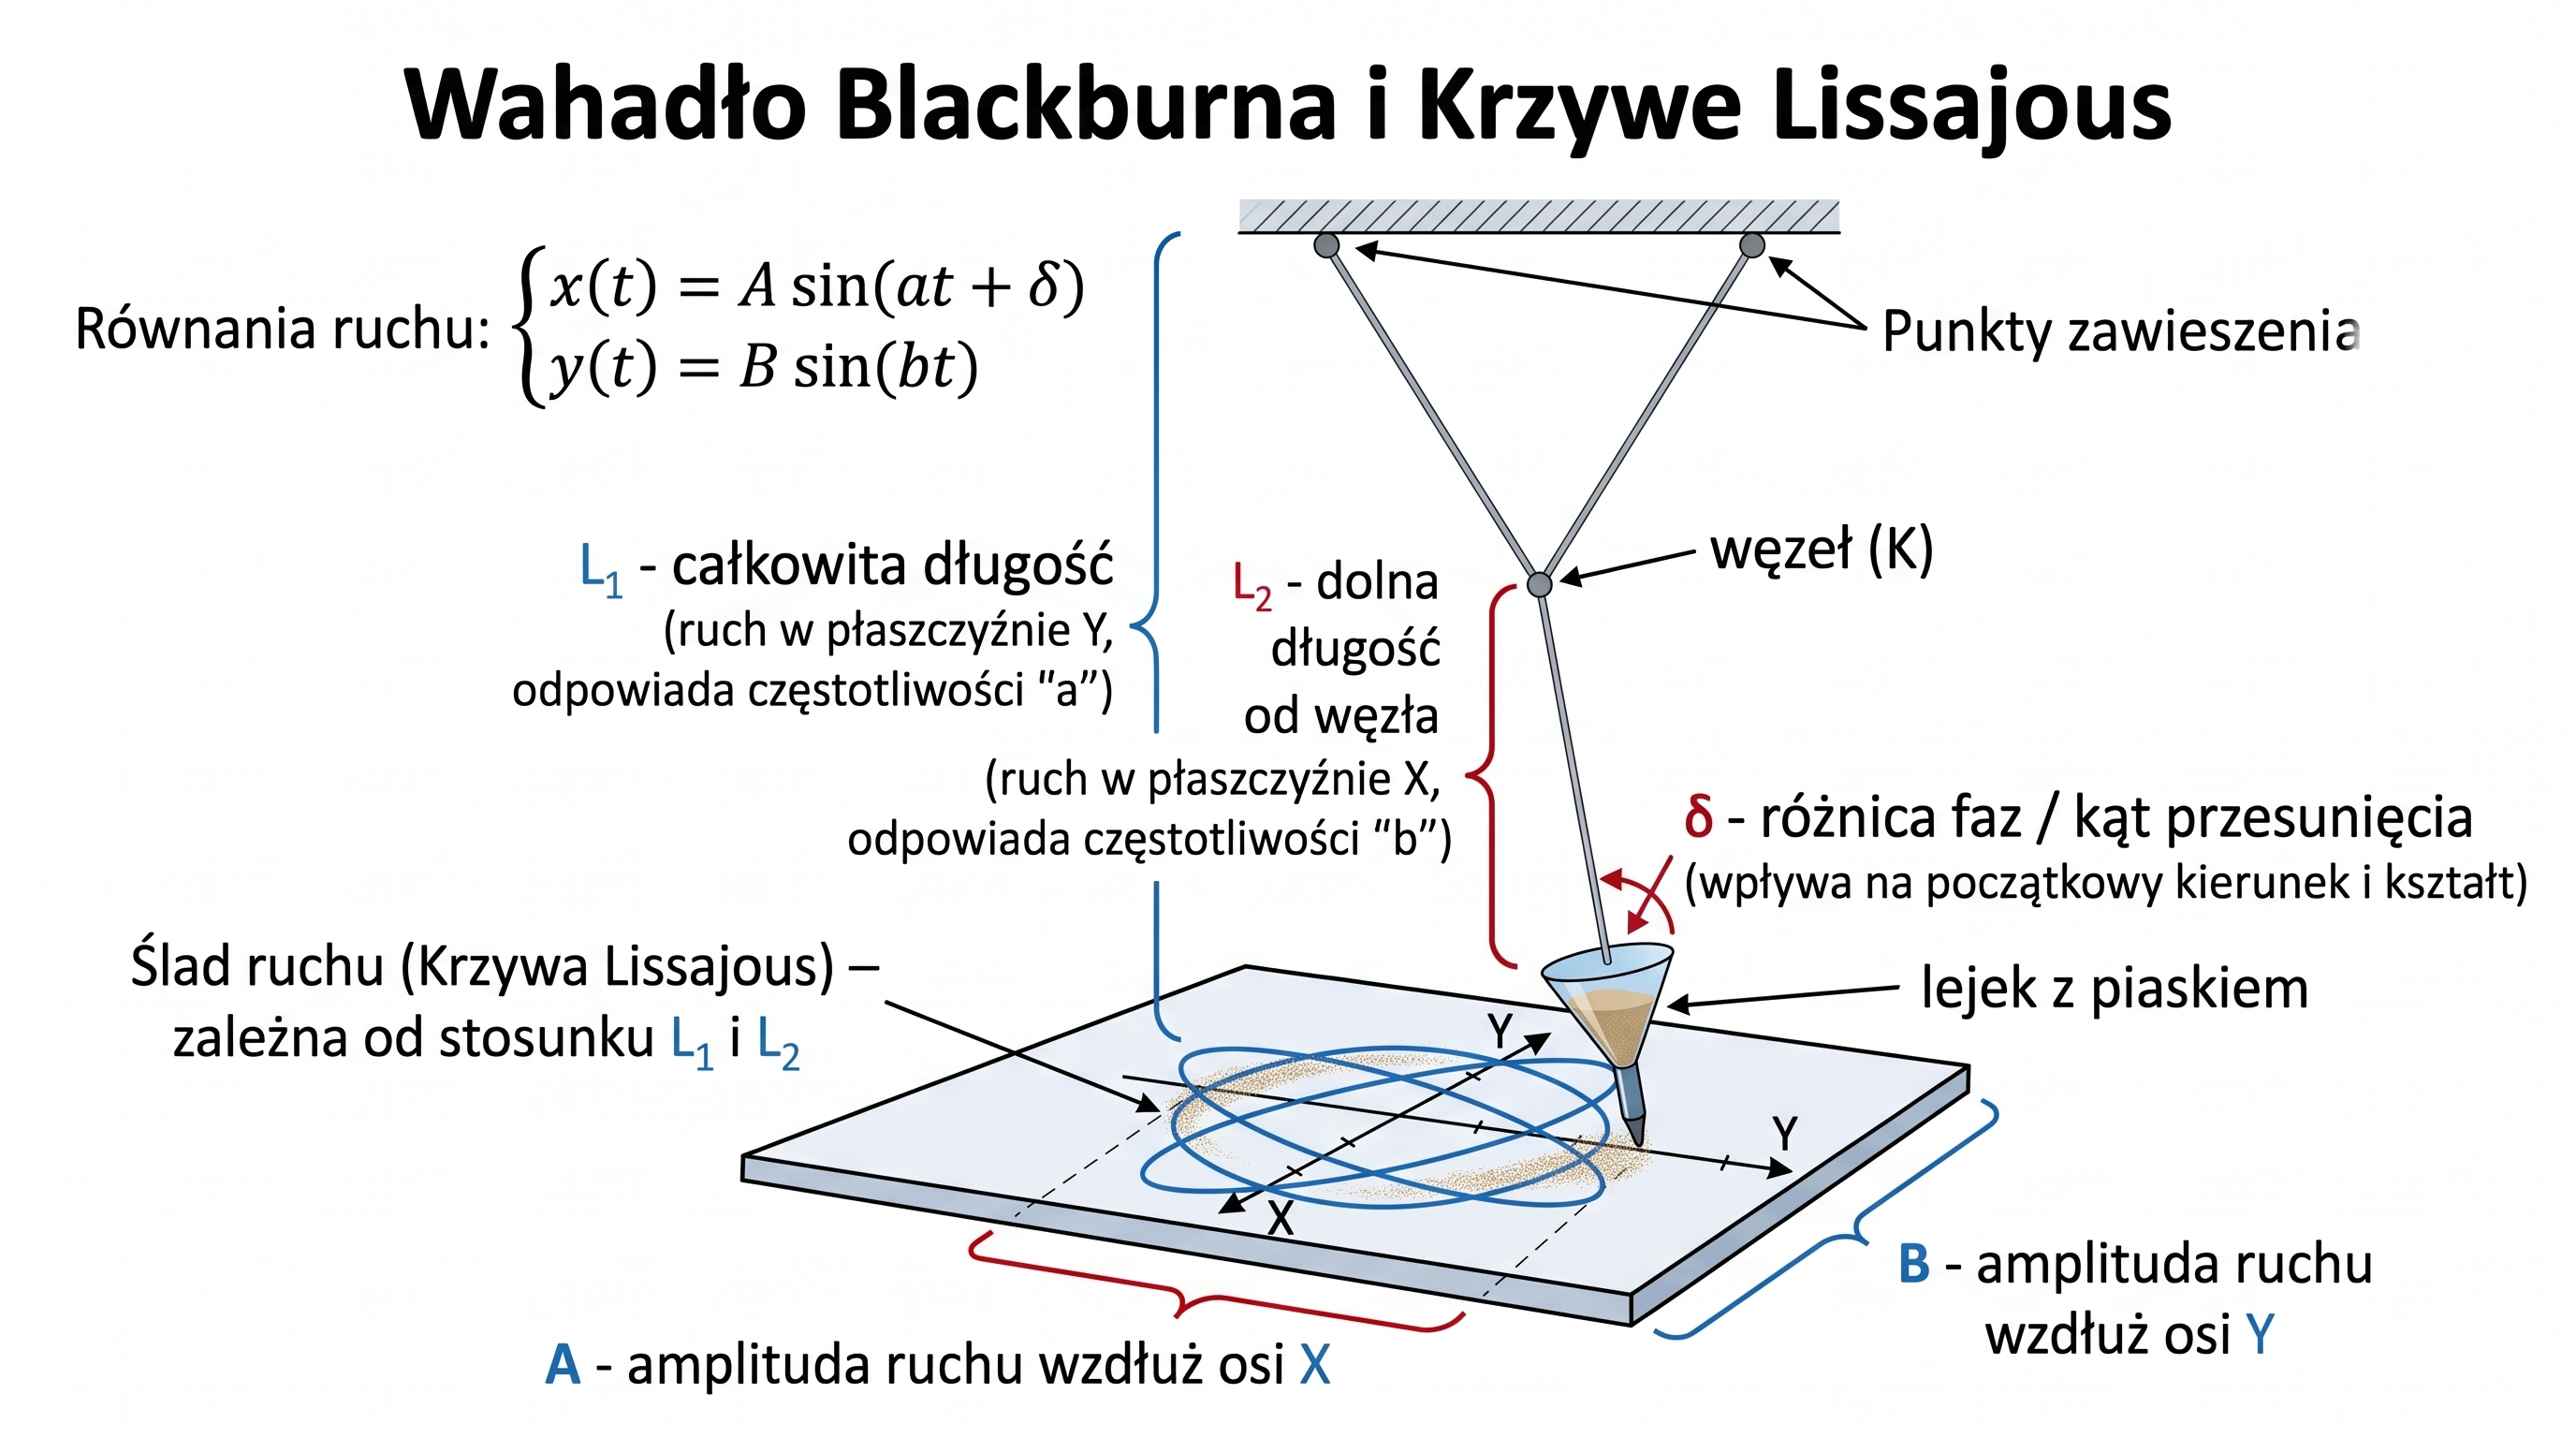 Wahadło Blackburna i Krzywe Lissajous
Równania ruchu:
x(t) = A sin(at + δ)
y(t) = B sin(bt)
Punkty zawieszenia
węzeł (K)
L₁ - całkowita długość
(ruch w płaszczyźnie Y,
odpowiada częstotliwości "a”)
L₂ - dolna
długość
od węzła
(ruch w płaszczyźnie X,
odpowiada częstotliwości “b”)
δ - różnica faz / kąt przesunięcia
(wpływa na początkowy kierunek i kształt)
Ślad ruchu (Krzywa Lissajous) –
zależna od stosunku L₁ i L₂
lejek z piaskiem
Y
Y
X
B - amplituda ruchu
wzdłuż osi Y
A - amplituda ruchu wzdłuż osi X